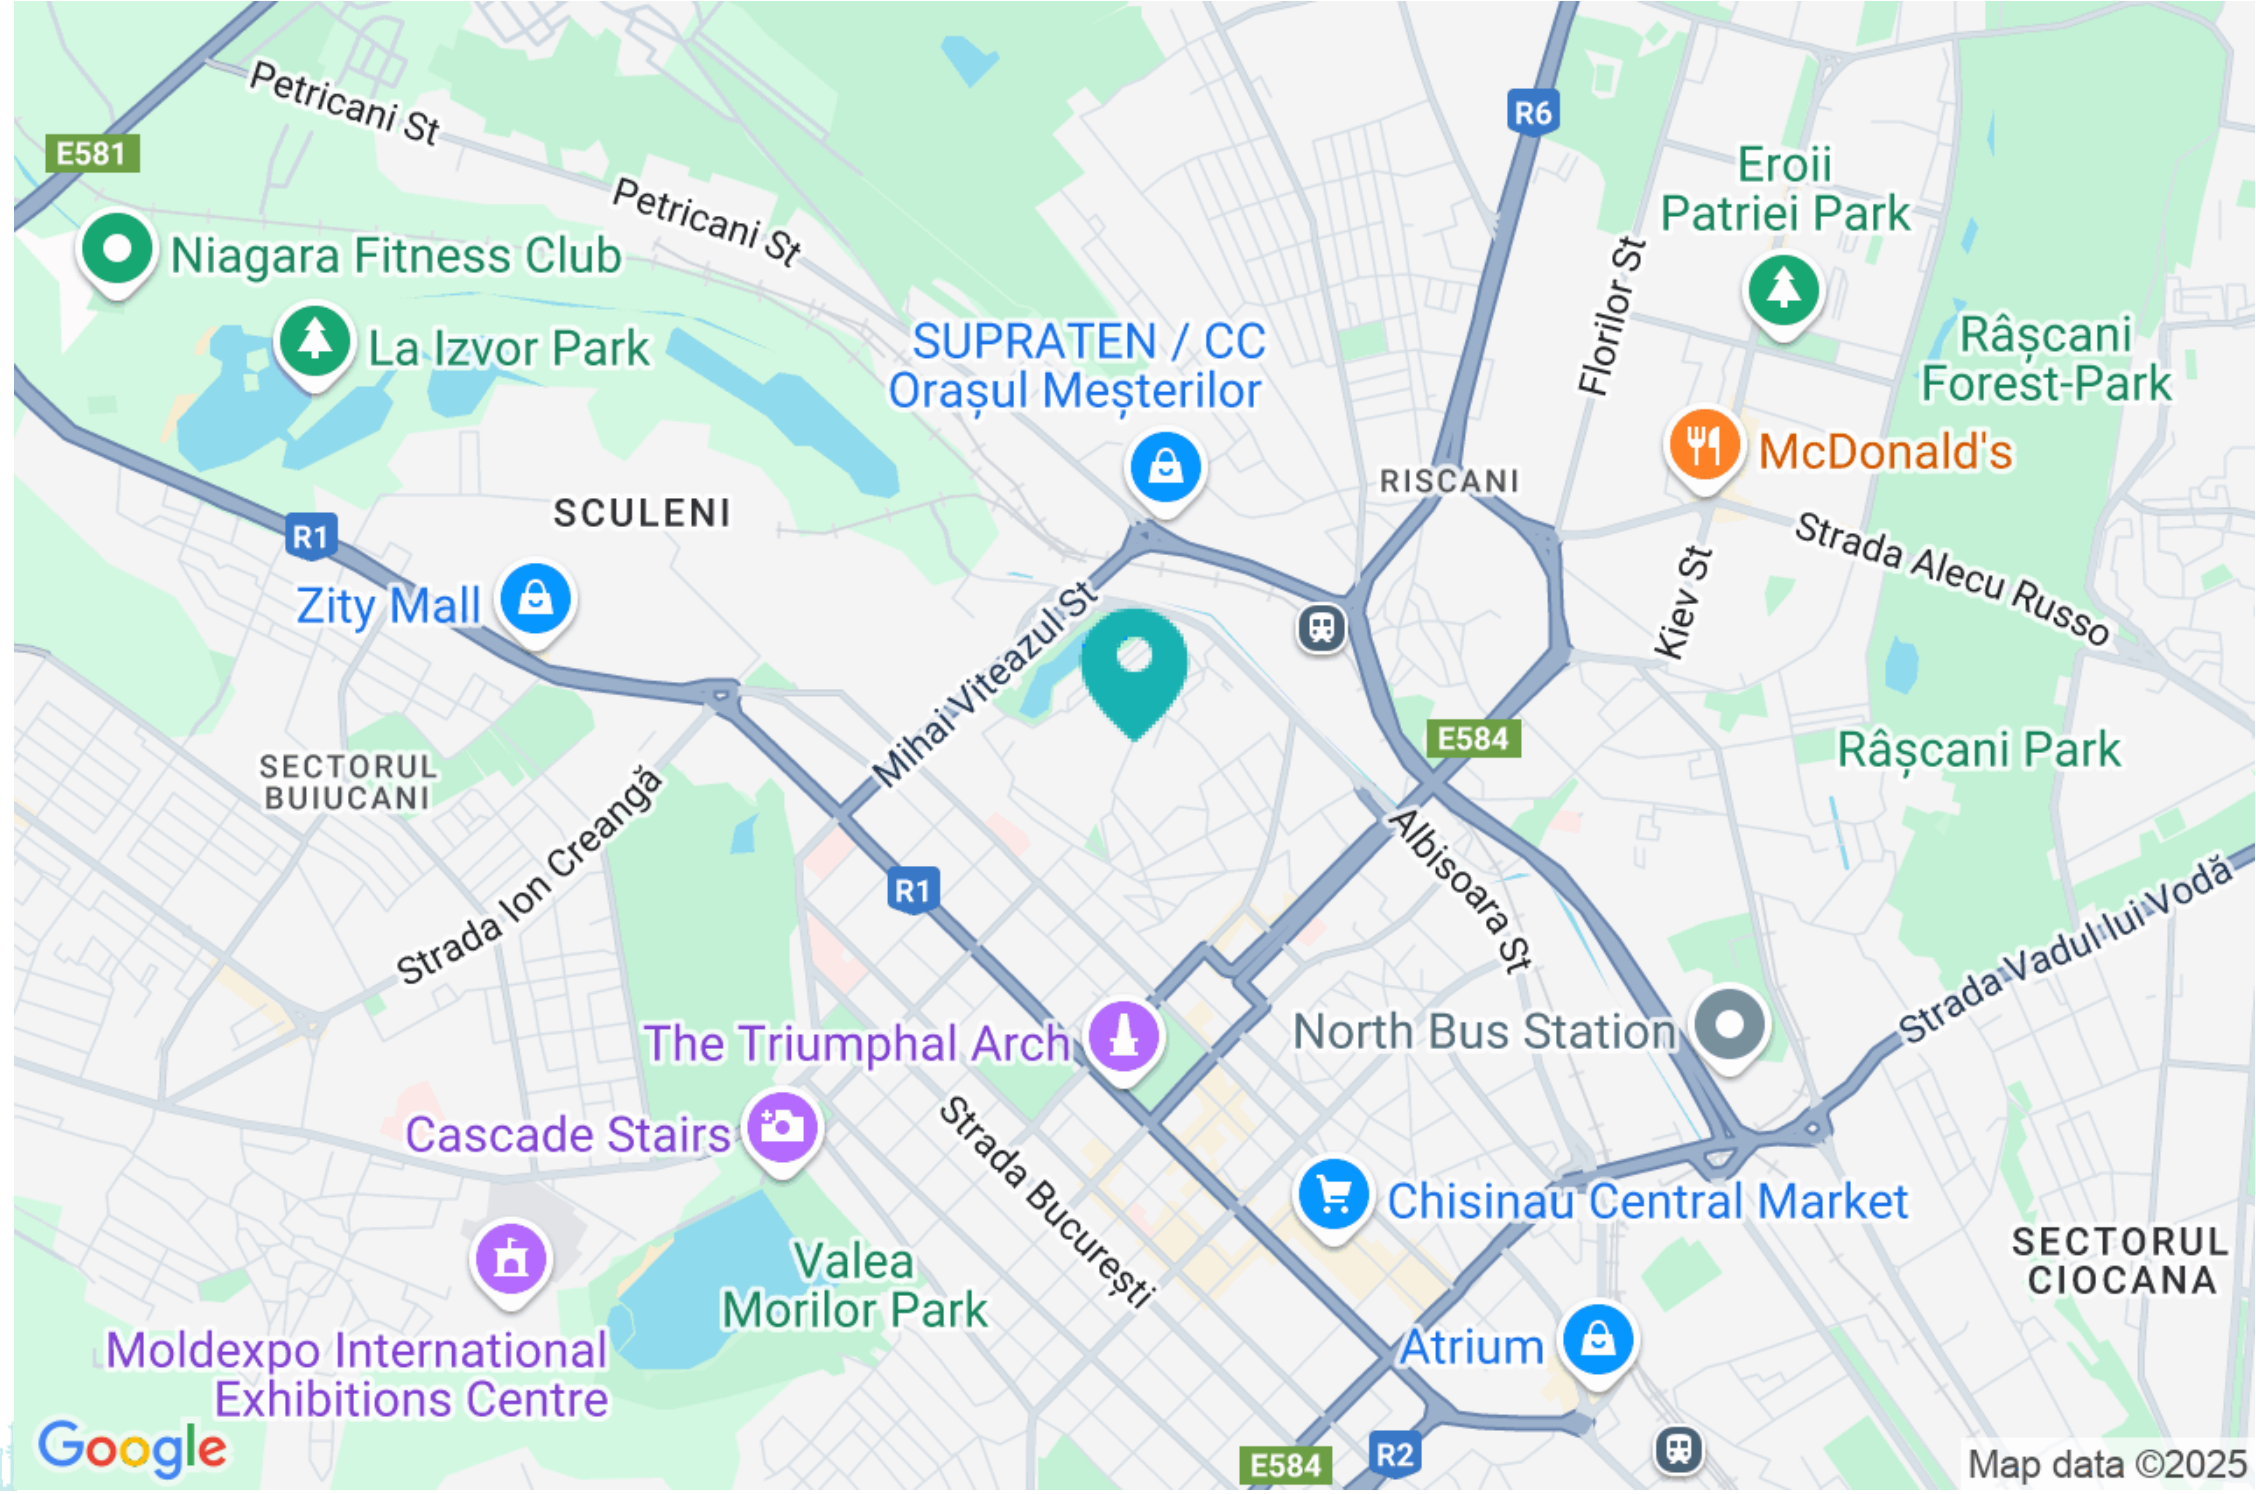 Petricani St
R6
E581
Eroii
Patriei Park
Petricani St
Niagara Fitness Club
La Izvor Park
Florilor St
SUPRATEN / CC
Orașul Meșterilor
Râșcani
Forest-Park
McDonald's
RISCANI
SCULENI
R1
Strada Alecu Russo
Zity Mall
Kiev St
Mihai Viteazul St
E584
Râșcani Park
SECTORUL
BUIUCANI
Strada Ion Creangă
R1
Albisoara St
Strada Vadul lui Vodă
The Triumphal Arch
North Bus Station
Cascade Stairs
Strada București
Chisinau Central Market
Valea
Morilor Park
SECTORUL
CIOCANA
Moldexpo International
Exhibitions Centre
Atrium
Google
E584
R2
Map data ©2025